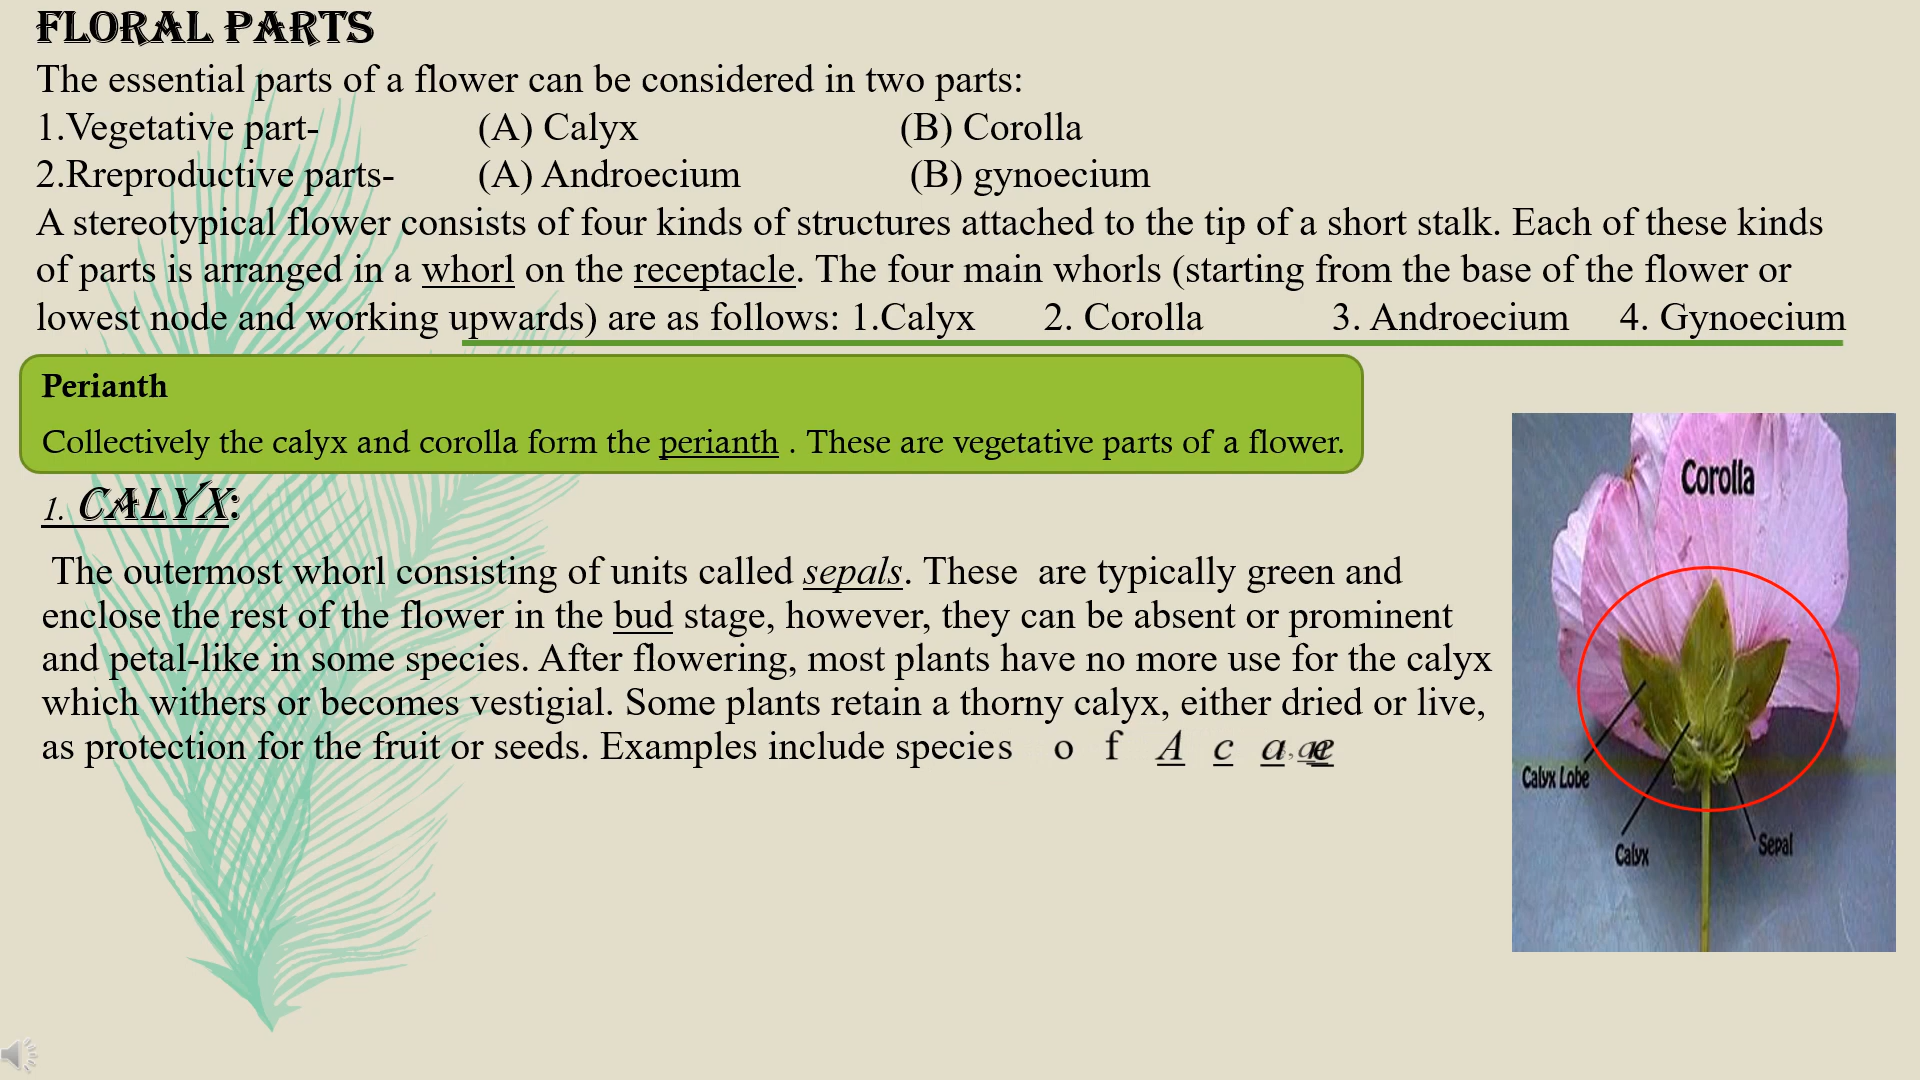 FLORAL PARTS
The essential parts of a flower can be considered in two parts:
1.Vegetative part- (A) Calyx (B) Corolla
2.Rreproductive parts- (A) Androecium (B) gynoecium
A stereotypical flower consists of four kinds of structures attached to the tip of a short stalk. Each of these kinds
of parts is arranged in a whorl on the receptacle. The four main whorls (starting from the base of the flower or
lowest node and working upwards) are as follows: 1.Calyx 2. Corolla 3. Androecium 4. Gynoecium
Perianth
Collectively the calyx and corolla form the perianth . These are vegetative parts of a flower.
1. CALYX:
The outermost whorl consisting of units called sepals. These are typically green and
enclose the rest of the flower in the bud stage, however, they can be absent or prominent
and petal-like in some species. After flowering, most plants have no more use for the calyx
which withers or becomes vestigial. Some plants retain a thorny calyx, either dried or live,
as protection for the fruit or seeds. Examples include species of
Corolla
Calyx Lobe
Calyx
Sepal